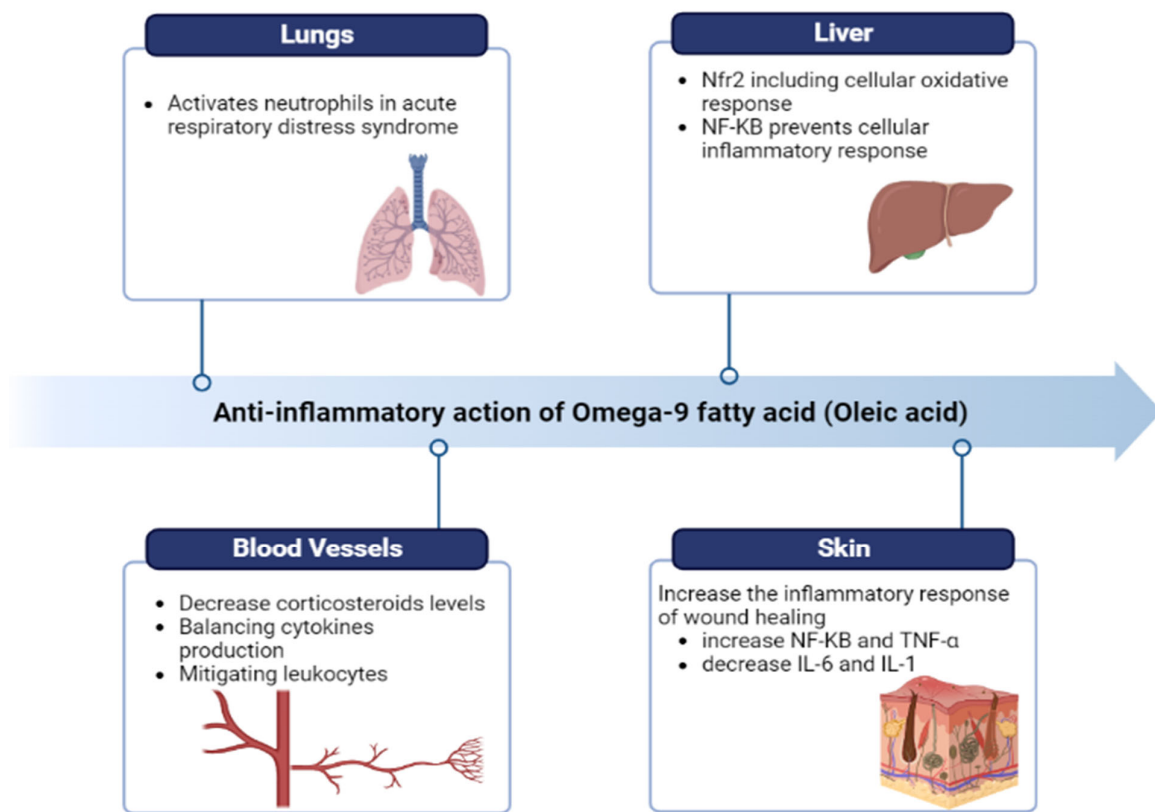 Lungs
• Activates neutrophils in acute
respiratory distress syndrome
Liver
• Nfr2 including cellular oxidative
response
• NF-KB prevents cellular
inflammatory response
Anti-inflammatory action of Omega-9 fatty acid (Oleic acid)
Blood Vessels
• Decrease corticosteroids levels
• Balancing cytokines
production
• Mitigating leukocytes
Skin
Increase the inflammatory response
of wound healing
• increase NF-KB and TNF-α
• decrease IL-6 and IL-1